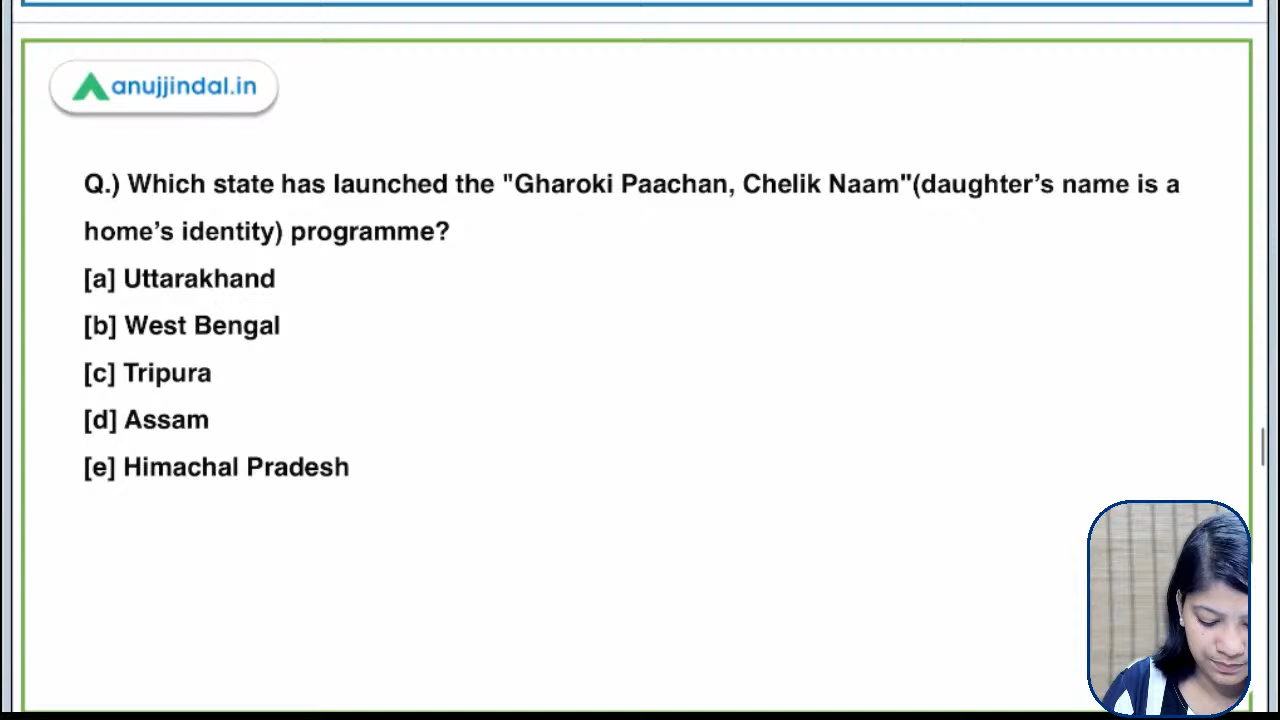 anujjindal.in
Q.) Which state has launched the "Gharoki Paachan, Chelik Naam"(daughter’s name is a
home’s identity) programme?
[a] Uttarakhand
[b] West Bengal
[c] Tripura
[d] Assam
[e] Himachal Pradesh